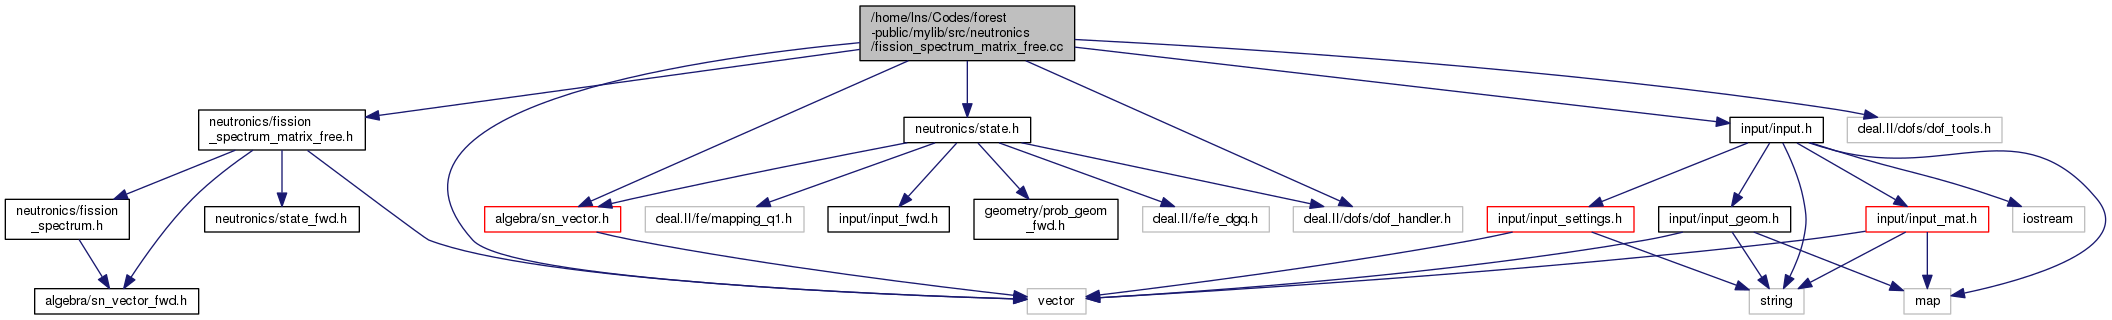 /home/lns/Codes/forest
-public/mylib/src/neutronics
/fission_spectrum_matrix_free.cc
neutronics/fission
_spectrum_matrix_free.h
neutronics/state.h
input/input.h
deal.II/dofs/dof_tools.h
neutronics/fission
_spectrum.h
neutronics/state_fwd.h
algebra/sn_vector.h
deal.II/fe/mapping_q1.h
input/input_fwd.h
geometry/prob_geom
_fwd.h
deal.II/fe/fe_dgq.h
deal.II/dofs/dof_handler.h
input/input_settings.h
input/input_geom.h
input/input_mat.h
iostream
algebra/sn_vector_fwd.h
vector
string
map